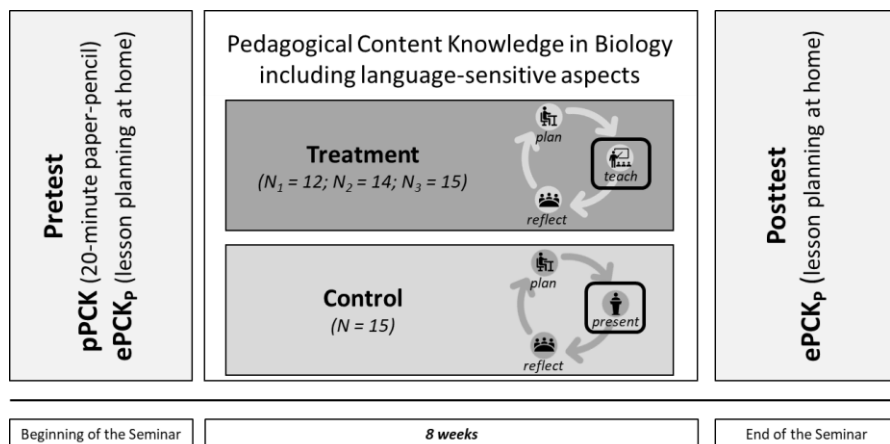 Pretest
pPCK (20-minute paper-pencil)
ePCKP (lesson planning at home)
Pedagogical Content Knowledge in Biology
including language-sensitive aspects
Treatment
(N1 = 12; N2 = 14; N3 = 15)
plan
teach
reflect
Control
(N = 15)
plan
present
reflect
Posttest
ePCKP (lesson planning at home)
Beginning of the Seminar
8 weeks
End of the Seminar